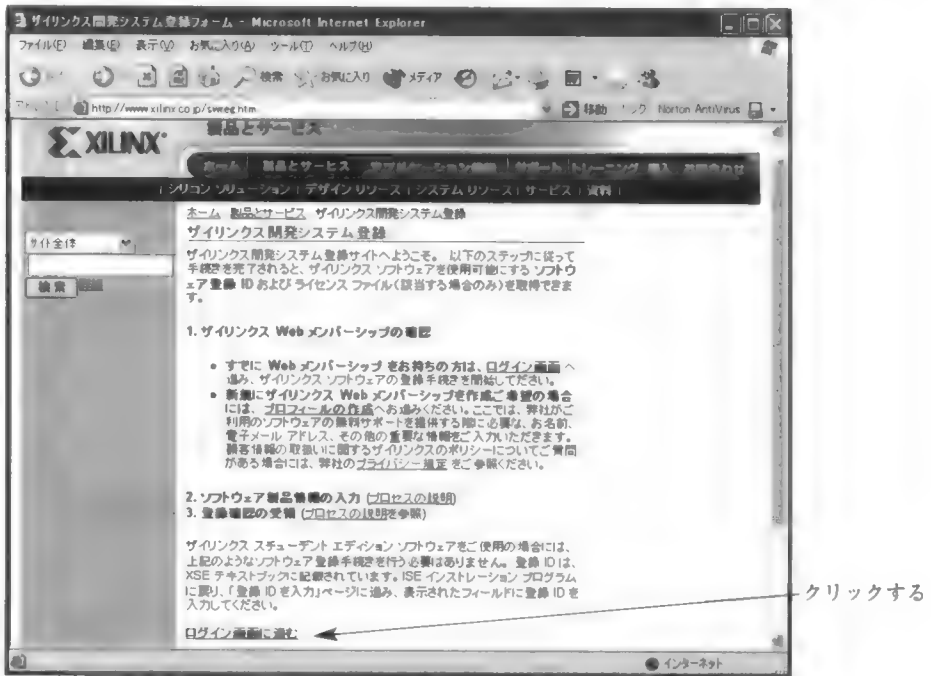 ザイリンクス開発システム登録フォーム - Microsoft Internet Explorer
ファイル(F) 編集(E) 表示(V) お気に入り(A) ツール(T) ヘルプ(H)
検索 お気に入り メディア
http://www.xilinx.co.jp/swreg.htm 移動 Norton AntiVirus
XILINX
製品とサービス
ホーム 製品とサービス サポート トレーニング 購入
シリコン ソリューション | デザイン リソース | システム リソース | サービス | 資料
ホーム 製品とサービス ザイリンクス開発システム登録
ザイリンクス開発システム登録
サイト全体
検索 詳細
ザイリンクス開発システム登録サイトへようこそ。 以下のステップに従って
手続きを完了されると、ザイリンクス ソフトウェアを使用可能にする ソフトウ
ェア登録 ID および ライセンス ファイル(該当する場合のみ)を取得できま
す。
1. ザイリンクス Web メンバーシップの確認
• すでに Web メンバーシップ をお持ちの方は、ログイン画面 へ
進み、ザイリンクス ソフトウェアの登録手続きを開始してください。
• 新規にザイリンクス Web メンバーシップを作成ご希望の場合
には、 プロフィールの作成へお進みください。ここでは、弊社がご
利用のソフトウェアの無料サポートを提供する際に必要な、お名前、
電子メール アドレス、その他の重要な情報をご入力いただきます。
顧客情報の取扱いに関するザイリンクスのポリシーについてご質問
がある場合には、弊社のプライバシー規定 をご参照ください。
2. ソフトウェア製品情報の入力 (プロセスの説明)
3. 登録確認の受領 (プロセスの説明を参照)
ザイリンクス スチューデント エディション ソフトウェアをご使用の場合には、
上記のようなソフトウェア登録手続きを行う必要はありません。 登録 ID は、
XSE テキストブックに記載されています。ISE インストレーション プログラム
に戻り、「登録 ID を入力」ページに進み、表示されたフィールドに登録 ID を
入力してください。
ログイン画面に進む
クリックする
インターネット